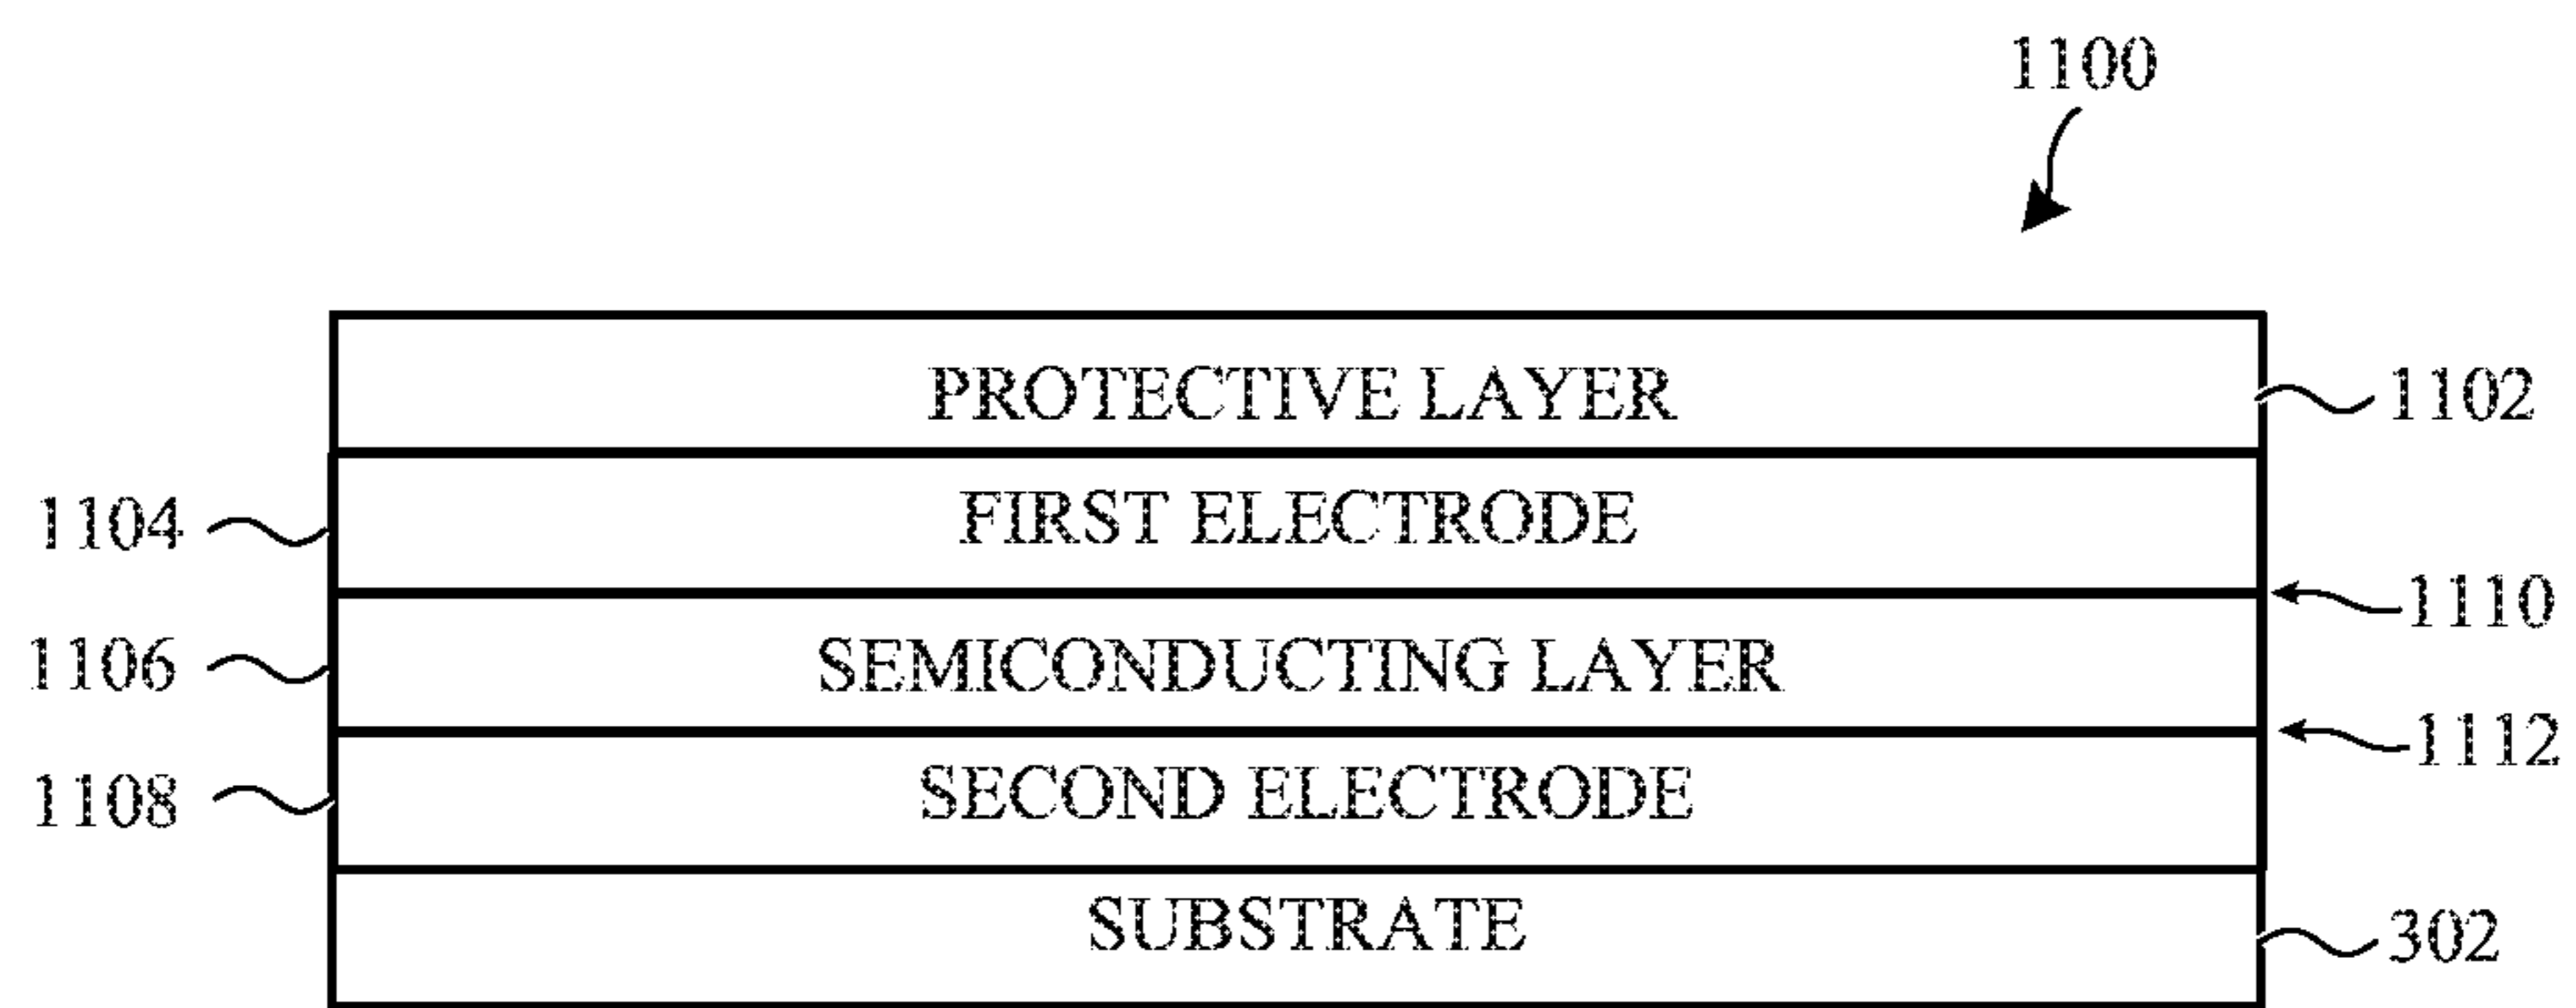 1100
PROTECTIVE LAYER
1102
1104
FIRST ELECTRODE
1110
1106
SEMICONDUCTING LAYER
1112
1108
SECOND ELECTRODE
SUBSTRATE
302